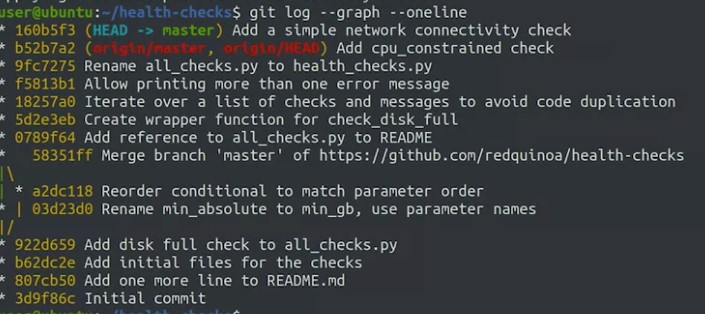 user@ubuntu:~/health-checks$ git log --graph --oneline
* 160b5f3 (HEAD -> master) Add a simple network connectivity check
* b52b7a2 (origin/master, origin/HEAD) Add cpu_constrained check
* 9fc7275 Rename all_checks.py to health_checks.py
* f5813b1 Allow printing more than one error message
* 18257a0 Iterate over a list of checks and messages to avoid code duplication
* 5d2e3eb Create wrapper function for check_disk_full
* 0789f64 Add reference to all_checks.py to README
*   58351ff Merge branch 'master' of https://github.com/redquinoa/health-checks
|\
| * a2dc118 Reorder conditional to match parameter order
* | 03d23d0 Rename min_absolute to min_gb, use parameter names
|/
* 922d659 Add disk full check to all_checks.py
* b62dc2e Add initial files for the checks
* 807cb50 Add one more line to README.md
* 3d9f86c Initial commit
user@ubuntu:~/health-checks$